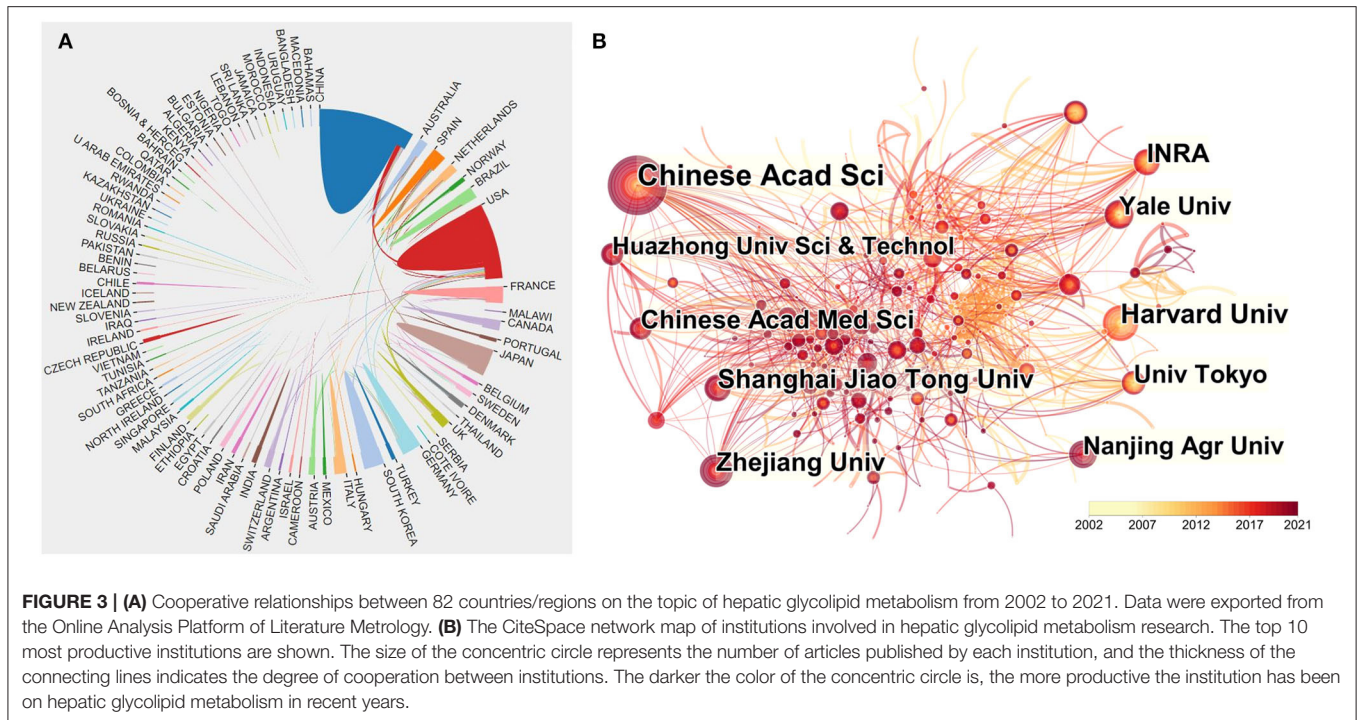 A
CHINA
AUSTRALIA
SPAIN
NETHERLANDS
NORWAY
BRAZIL
USA
FRANCE
MALAWI
CANADA
PORTUGAL
JAPAN
BELGIUM
SWEDEN
DENMARK
THAILAND
UK
SERBIA
COTE IVOIRE
GERMANY
TURKEY
SOUTH KOREA
HUNGARY
ITALY
MEXICO
AUSTRIA
CAMEROON
ISRAEL
ARGENTINA
SWITZERLAND
INDIA
SAUDI ARABIA
IRAN
POLAND
CROATIA
EGYPT
ETHIOPIA
FINLAND
MALAYSIA
SINGAPORE
NORTH IRELAND
GREECE
SOUTH AFRICA
TANZANIA
TUNISIA
VIETNAM
CZECH REPUBLIC
IRELAND
IRAQ
SLOVENIA
NEW ZEALAND
ICELAND
CHILE
BELARUS
BENIN
PAKISTAN
RUSSIA
SLOVAKIA
ROMANIA
UKRAINE
KAZAKHSTAN
RWANDA
U ARAB EMIRATES
COLOMBIA
QATAR
BAHRAIN
BOSNIA & HERCEG
KENYA
ALGERIA
BULGARIA
ESTONIA
NIGERIA
TOGO
LEBANON
SRI LANKA
JAMAICA
MOROCCO
INDONESIA
URUGUAY
BANGLADESH
MACEDONIA
BAHAMAS
B
Chinese Acad Sci
INRA
Yale Univ
Huazhong Univ Sci & Technol
Chinese Acad Med Sci
Harvard Univ
Shanghai Jiao Tong Univ
Univ Tokyo
Zhejiang Univ
Nanjing Agr Univ
2002 2007 2012 2017 2021
FIGURE 3 | (A) Cooperative relationships between 82 countries/regions on the topic of hepatic glycolipid metabolism from 2002 to 2021. Data were exported from
the Online Analysis Platform of Literature Metrology. (B) The CiteSpace network map of institutions involved in hepatic glycolipid metabolism research. The top 10
most productive institutions are shown. The size of the concentric circle represents the number of articles published by each institution, and the thickness of the
connecting lines indicates the degree of cooperation between institutions. The darker the color of the concentric circle is, the more productive the institution has been
on hepatic glycolipid metabolism in recent years.